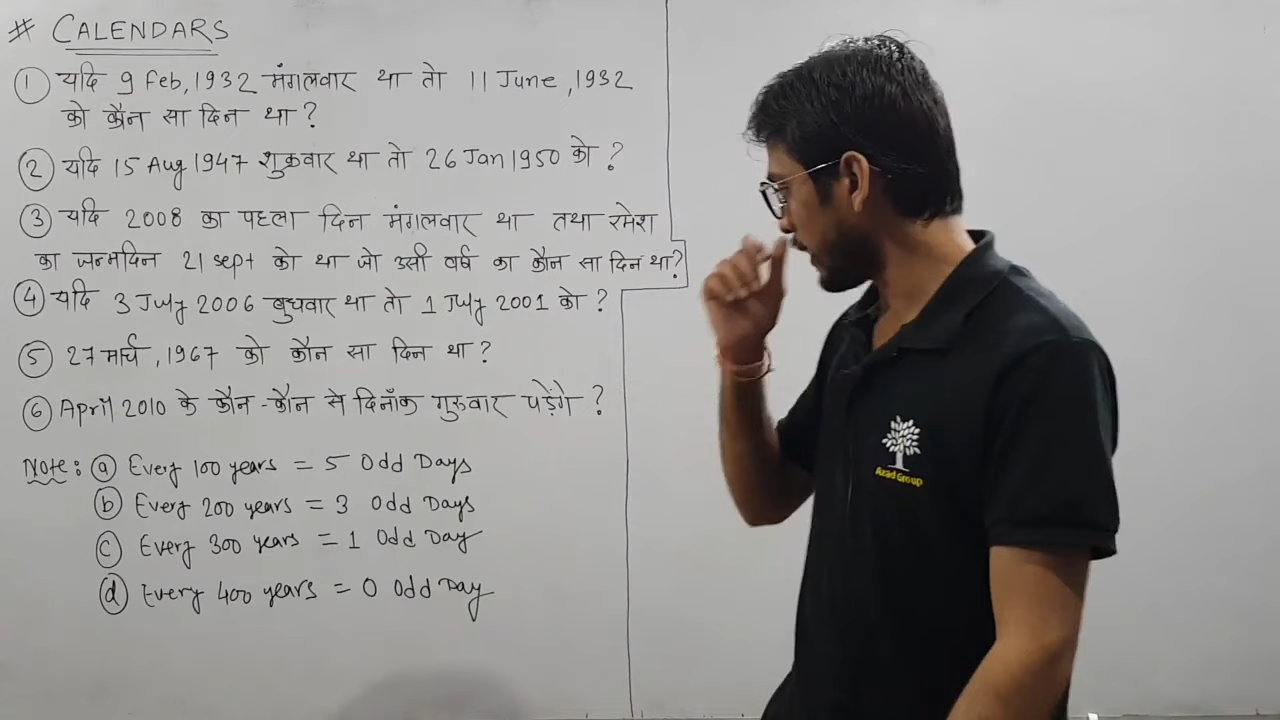 # CALENDARS
① यदि 9 Feb, 1932 मंगलवार था तो 11 June, 1932
को कौन सा दिन था ?
② यदि 15 Aug 1947 शुक्रवार था तो 26 Jan 1950 को ?
③ यदि 2008 का पहला दिन मंगलवार था तथा रमेश
का जन्मदिन 21 Sept को था जो उसी वर्ष का कौन सा दिन था?
④ यदि 3 July 2006 बुधवार था तो 1 July 2001 को ?
⑤ 27 मार्च, 1967 को कौन सा दिन था ?
⑥ April 2010 के कौन-कौन से दिनाँक गुरुवार पड़ेंगे ?
Note: ⓐ Every 100 years = 5 Odd Days
ⓑ Every 200 years = 3 Odd Days
ⓒ Every 300 years = 1 Odd Day
ⓓ Every 400 years = 0 Odd Day
Azad Group